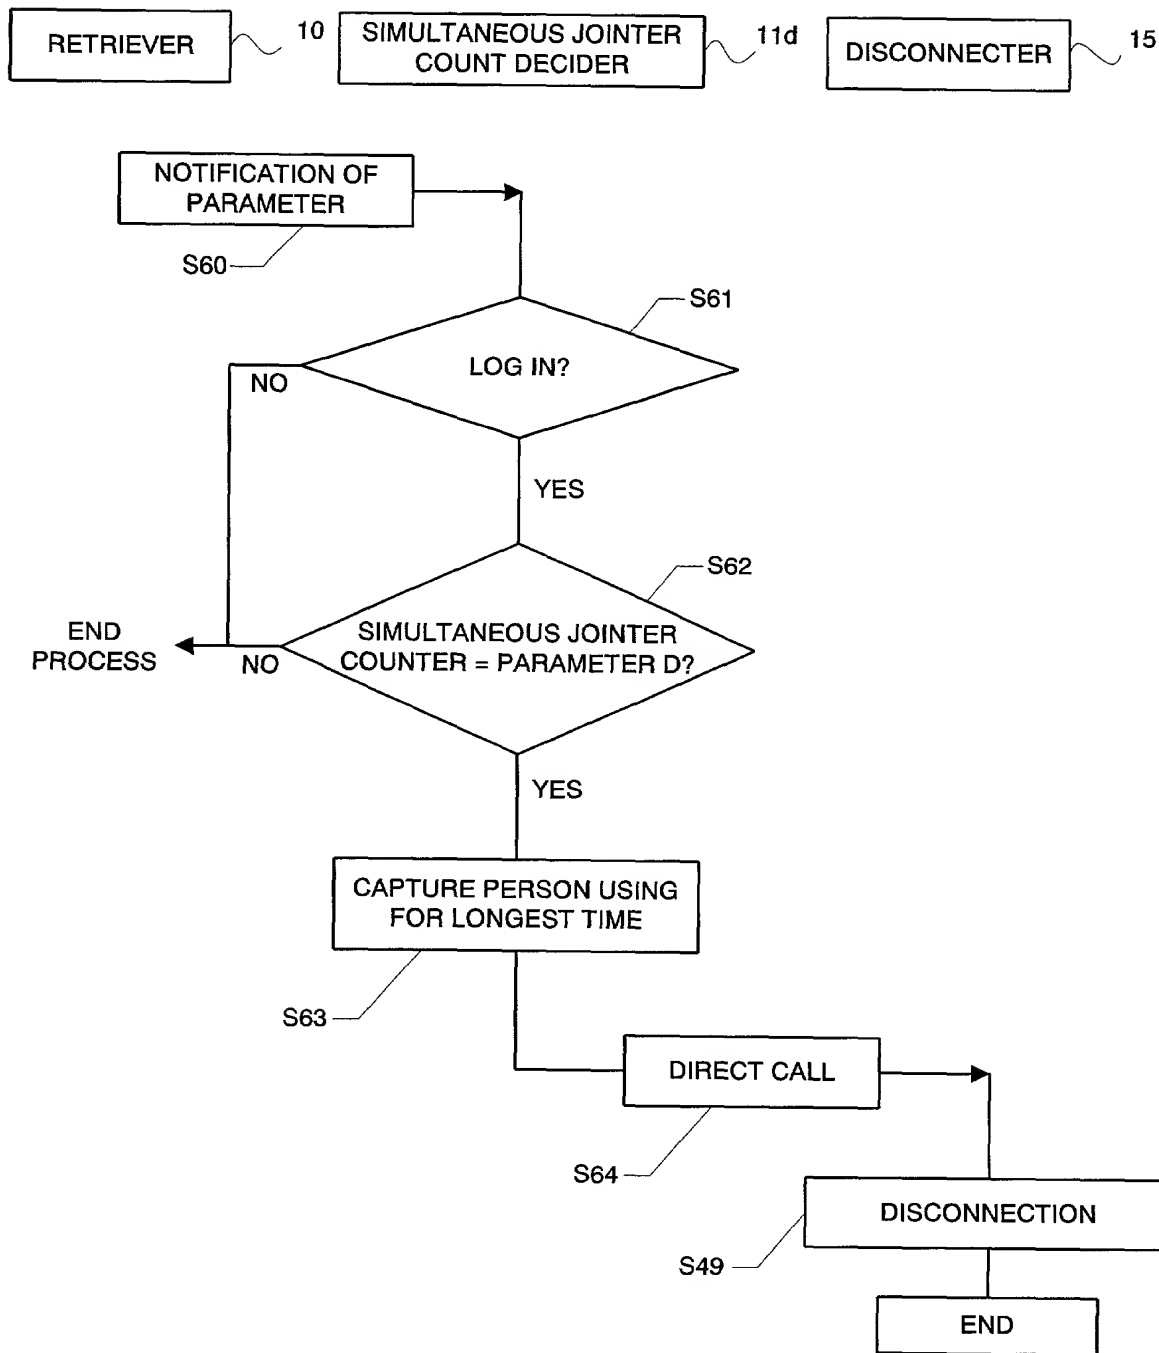 RETRIEVER
10
SIMULTANEOUS JOINTER
COUNT DECIDER
11d
DISCONNECTER
15
NOTIFICATION OF
PARAMETER
S60
S61
LOG IN?
NO
YES
S62
SIMULTANEOUS JOINTER
COUNTER = PARAMETER D?
END
PROCESS
NO
YES
CAPTURE PERSON USING
FOR LONGEST TIME
S63
DIRECT CALL
S64
DISCONNECTION
S49
END